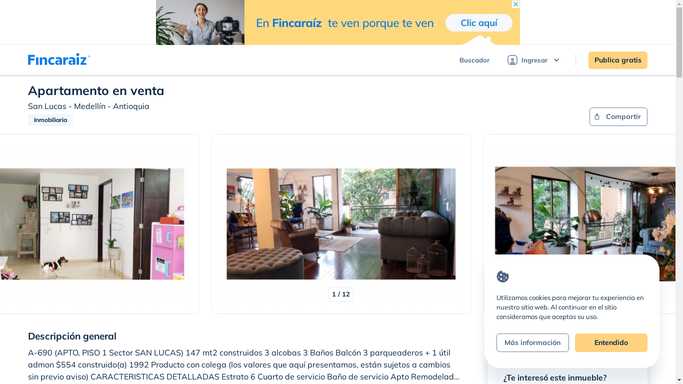 En Fincaraíz te ven porque te ven
Clic aquí
Fincaraíz
Buscador
Ingresar
Publica gratis
Apartamento en venta
San Lucas - Medellín - Antioquia
Inmobiliaria
Compartir
1 / 12
Utilizamos cookies para mejorar tu experiencia en
nuestro sitio web. Al continuar en el sitio
consideramos que aceptas su uso.
Más información
Entendido
Descripción general
A-690 (APTO, PISO 1 Sector SAN LUCAS) 147 mt2 construidos 3 alcobas 3 Baños Balcón 3 parqueaderos + 1 útil
admon $554 construido(a) 1992 Producto con colega (los valores que aquí presentamos, están sujetos a cambios
sin previo aviso) CARACTERISTICAS DETALLADAS Estrato 6 Cuarto de servicio Baño de servicio Apto Remodelad...
¿Te interesó este inmueble?